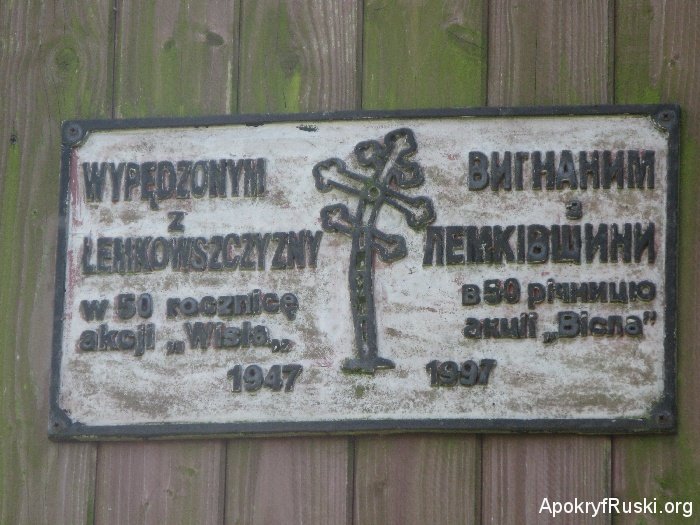 WYPĘDZONYM
z
ŁEMKOWSZCZYZNY
w 50 rocznicę
akcji „Wisła„
1947
ВИГНАНИМ
з
ЛЕМКІВЩИНИ
в 50 річницю
акції „Вісла”
1997
ApokryfRuski.org